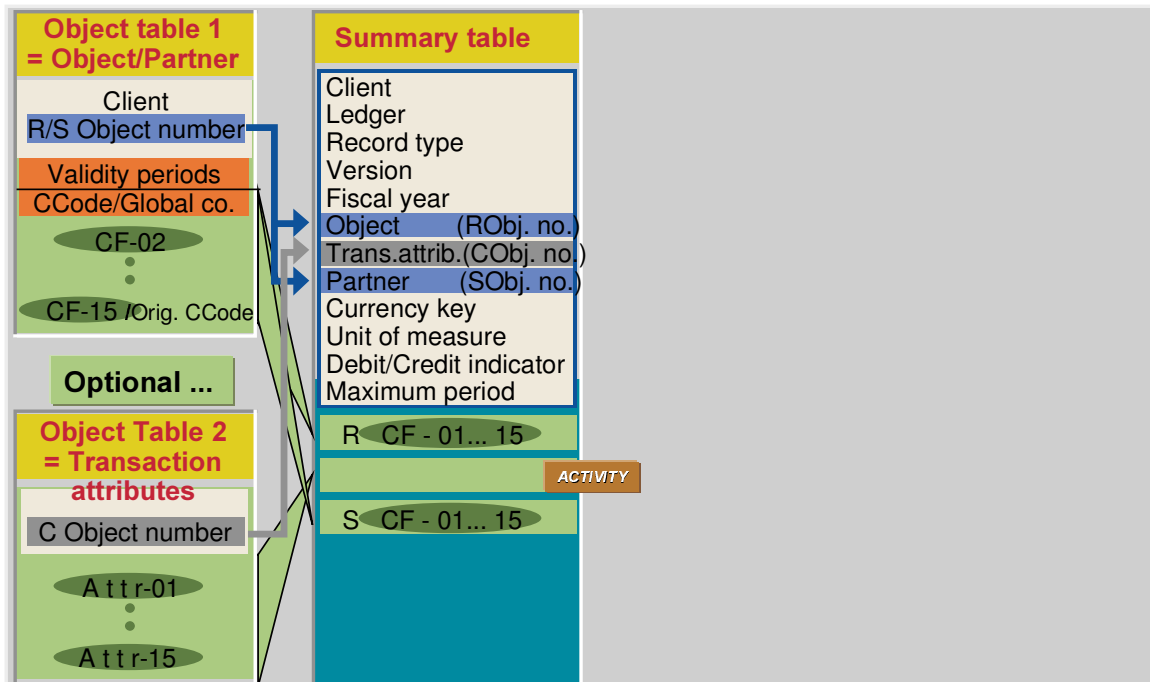 Object table 1
= Object/Partner
Client
R/S Object number
Validity periods
CCode/Global co.
CF-02
CF-15 /Orig. CCode
Optional ...
Object Table 2
= Transaction
attributes
C Object number
A t t r-01
A t t r-15
Summary table
Client
Ledger
Record type
Version
Fiscal year
Object (RObj. no.)
Trans.attrib.(CObj. no.)
Partner (SObj. no.)
Currency key
Unit of measure
Debit/Credit indicator
Maximum period
R CF - 01... 15
ACTIVITY
S CF - 01... 15